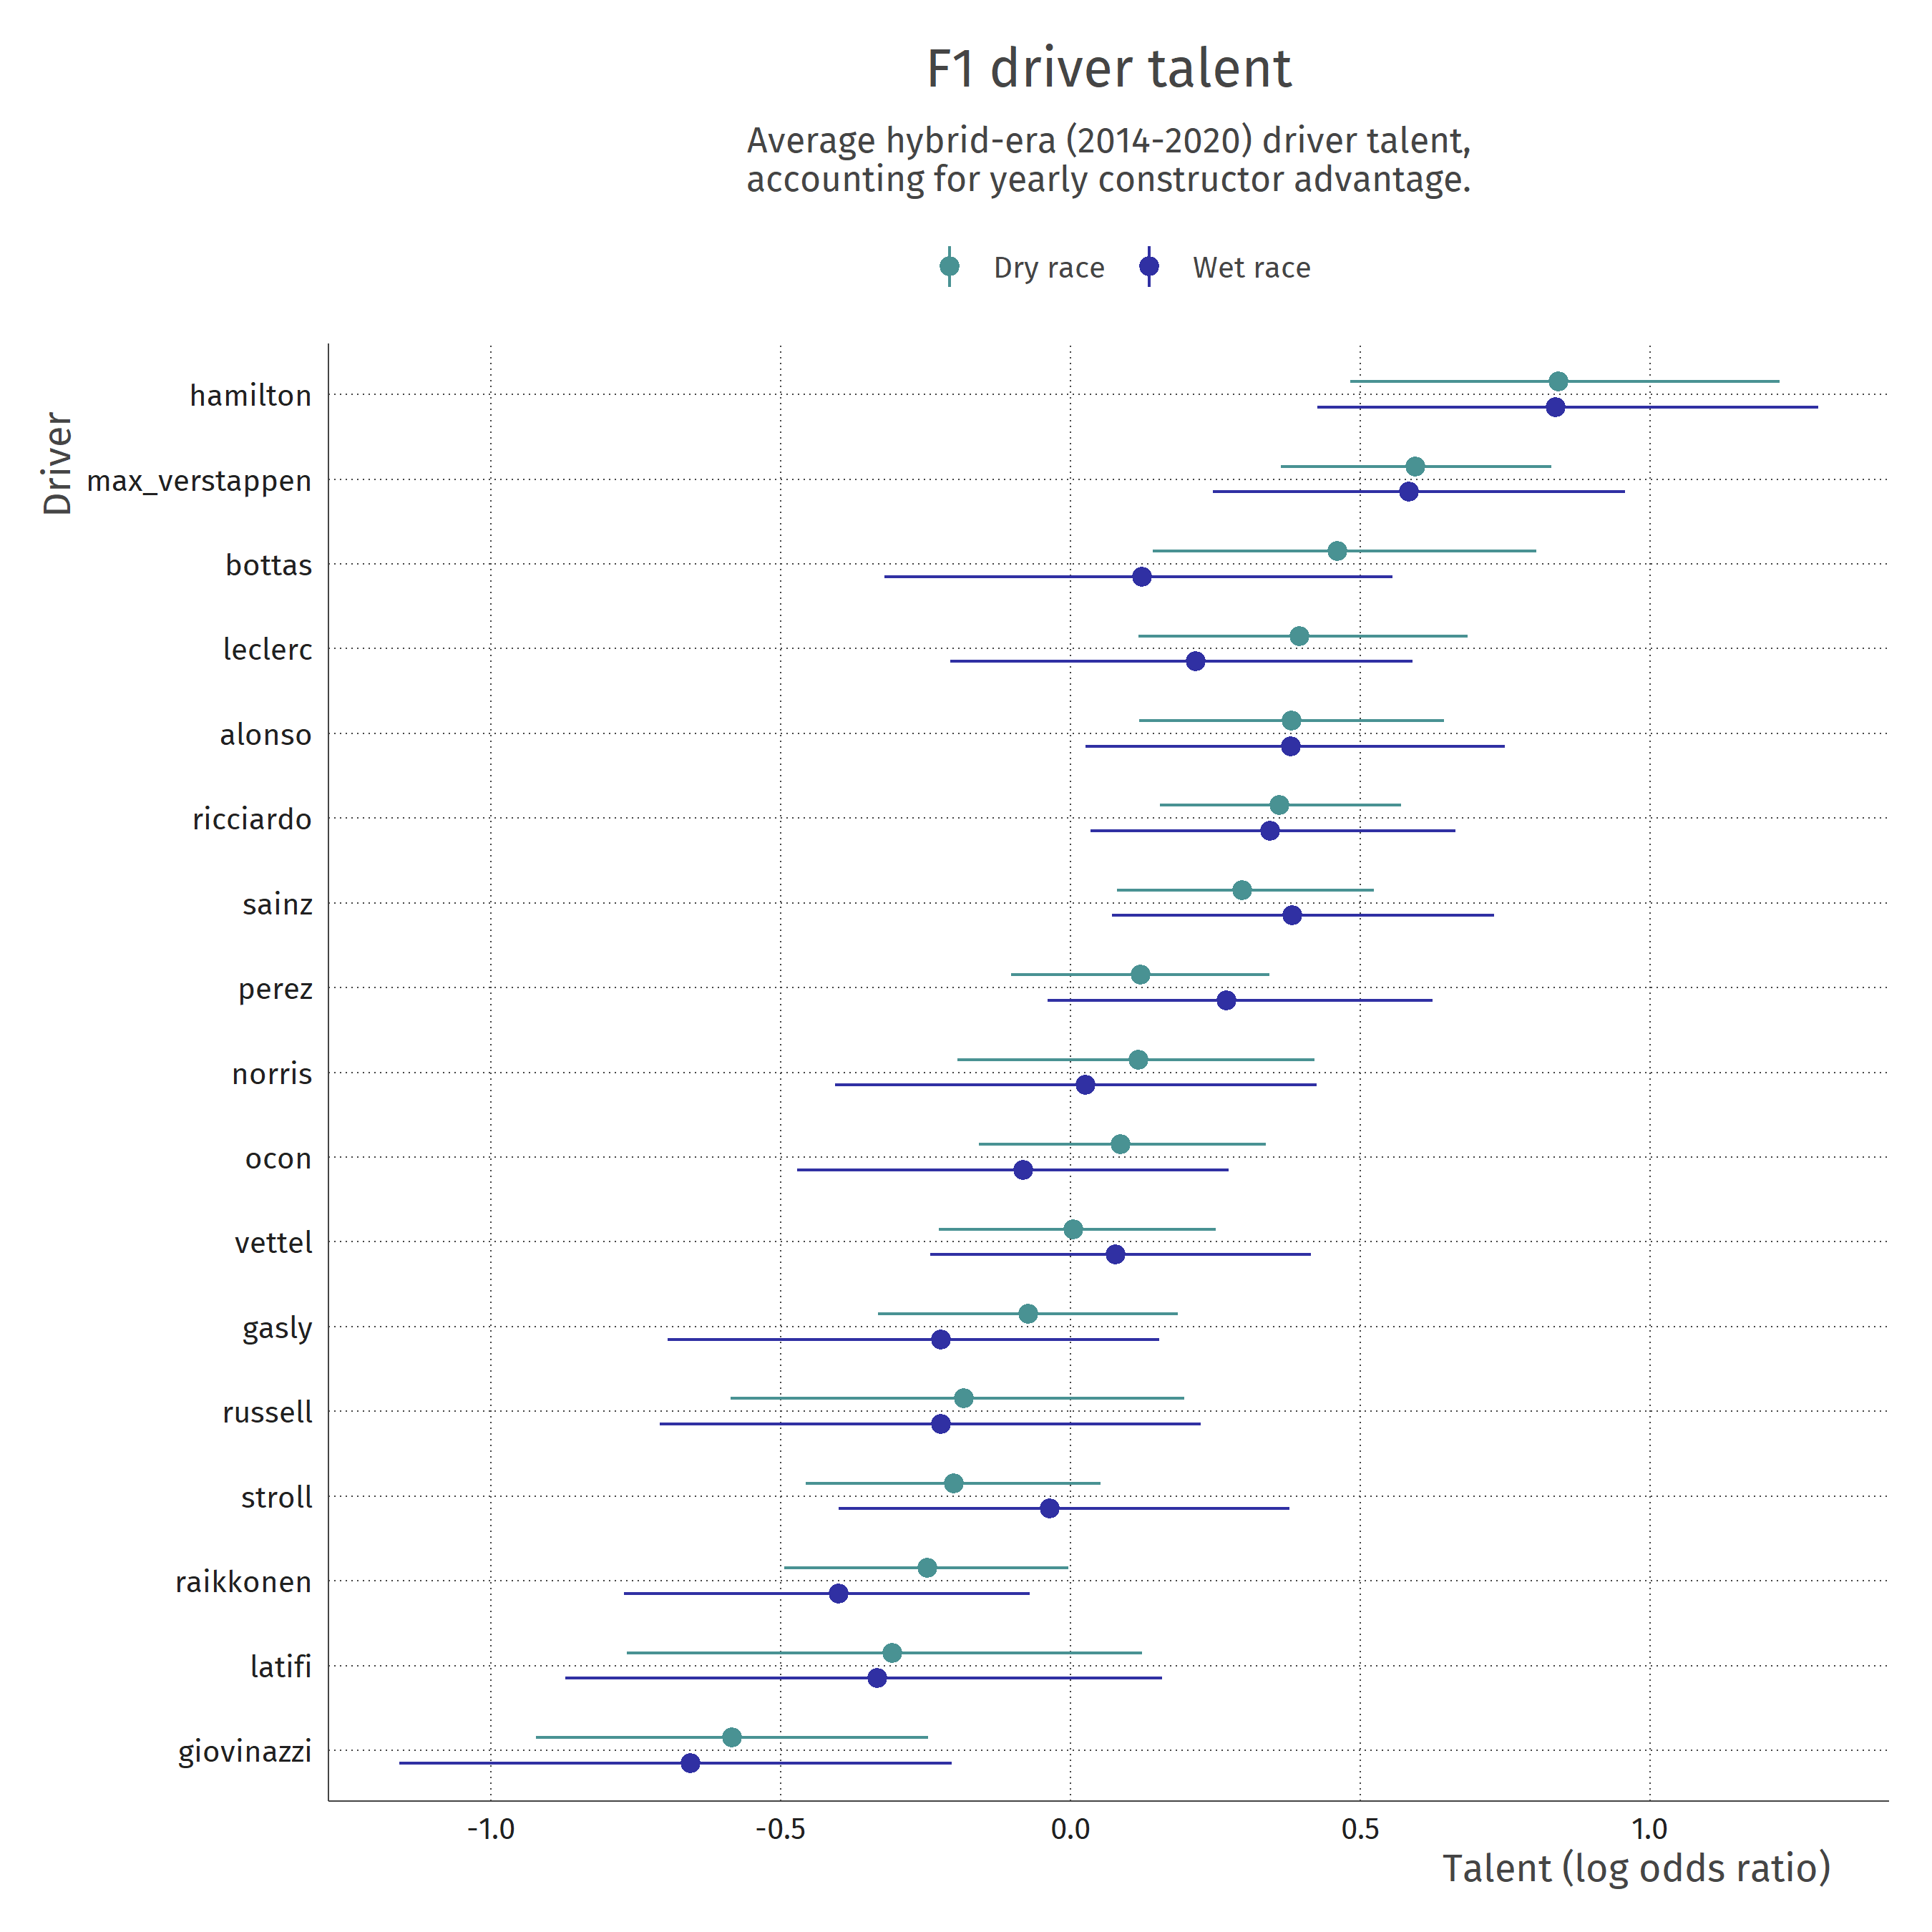 F1 driver talent
Average hybrid-era (2014-2020) driver talent,
accounting for yearly constructor advantage.
Dry race
Wet race
Driver
hamilton
max_verstappen
bottas
leclerc
alonso
ricciardo
sainz
perez
norris
ocon
vettel
gasly
russell
stroll
raikkonen
latifi
giovinazzi
-1.0 -0.5 0.0 0.5 1.0
Talent (log odds ratio)